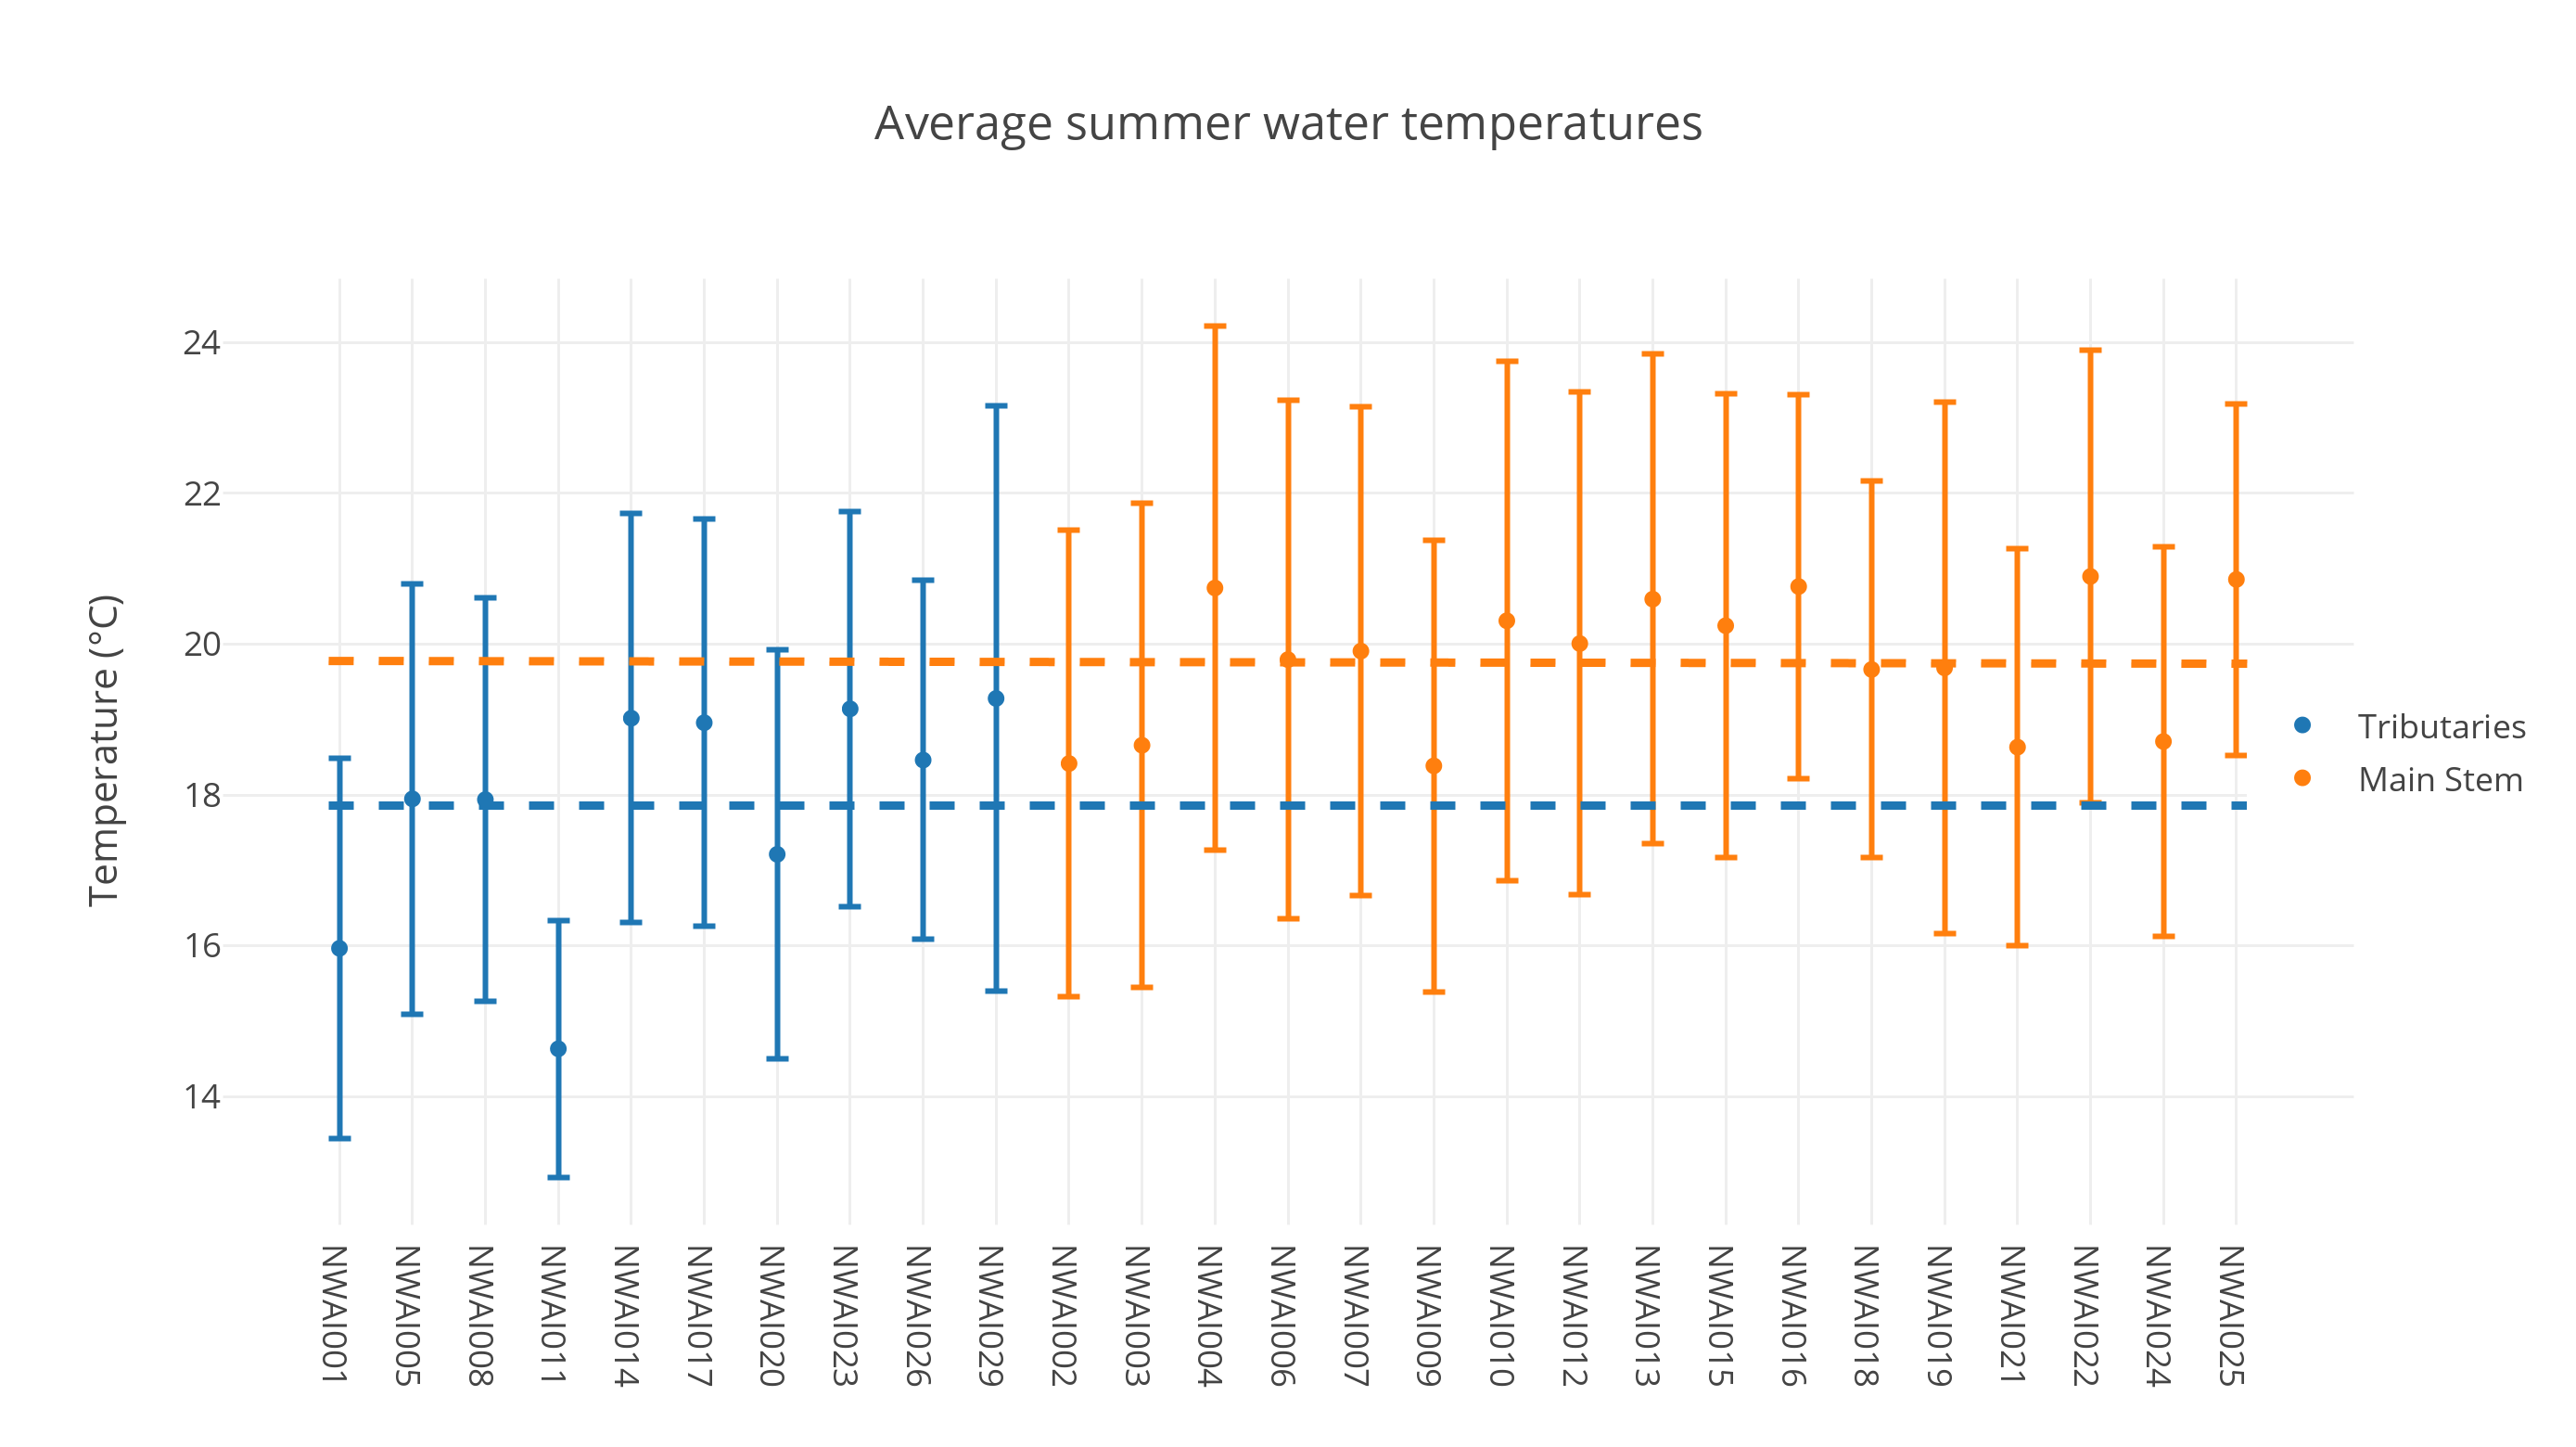 Average summer water temperatures
24
22
20
18
16
14
Temperature (°C)
Tributaries
Main Stem
NWAI001
NWAI005
NWAI008
NWAI011
NWAI014
NWAI017
NWAI020
NWAI023
NWAI026
NWAI029
NWAI002
NWAI003
NWAI004
NWAI006
NWAI007
NWAI009
NWAI010
NWAI012
NWAI013
NWAI015
NWAI016
NWAI018
NWAI019
NWAI021
NWAI022
NWAI024
NWAI025